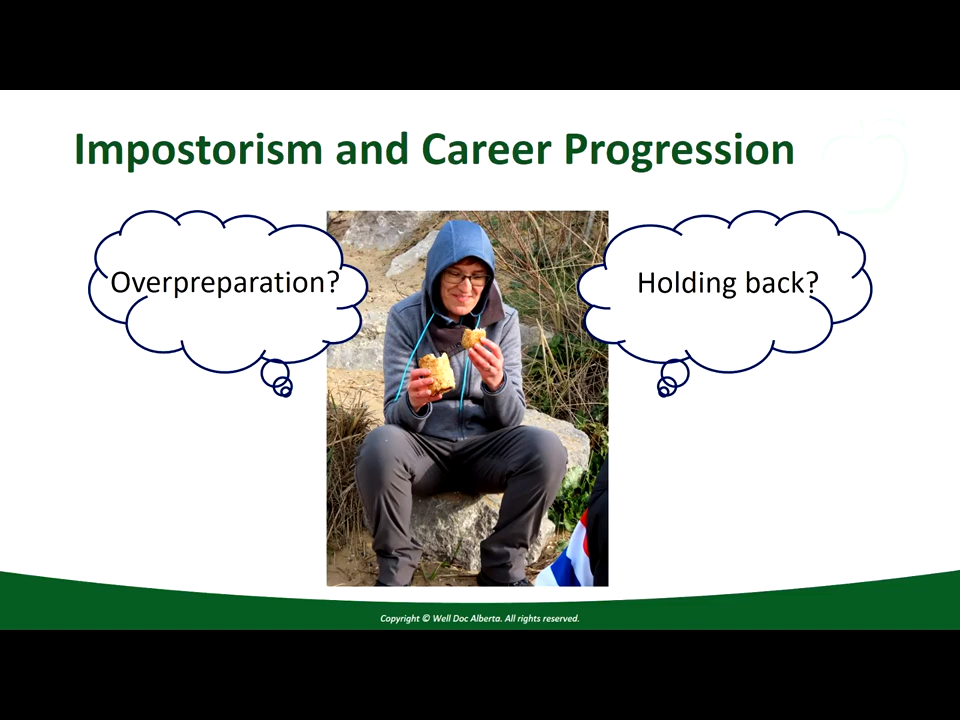 Impostorism and Career Progression
Overpreparation?
Holding back?
Copyright © Well Doc Alberta. All rights reserved.